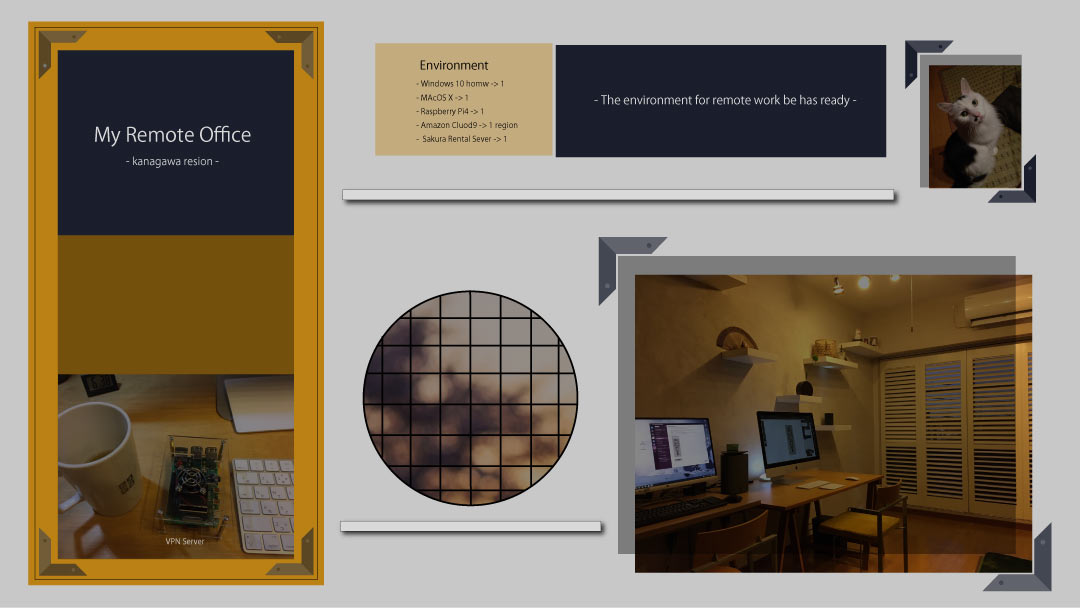 My Remote Office
- kanagawa resion -
VPN Server
Environment
- Windows 10 homw -> 1
- MAcOS X -> 1
- Raspberry Pi4 -> 1
- Amazon Cluod9 -> 1 region
- Sakura Rental Sever -> 1
- The environment for remote work be has ready -